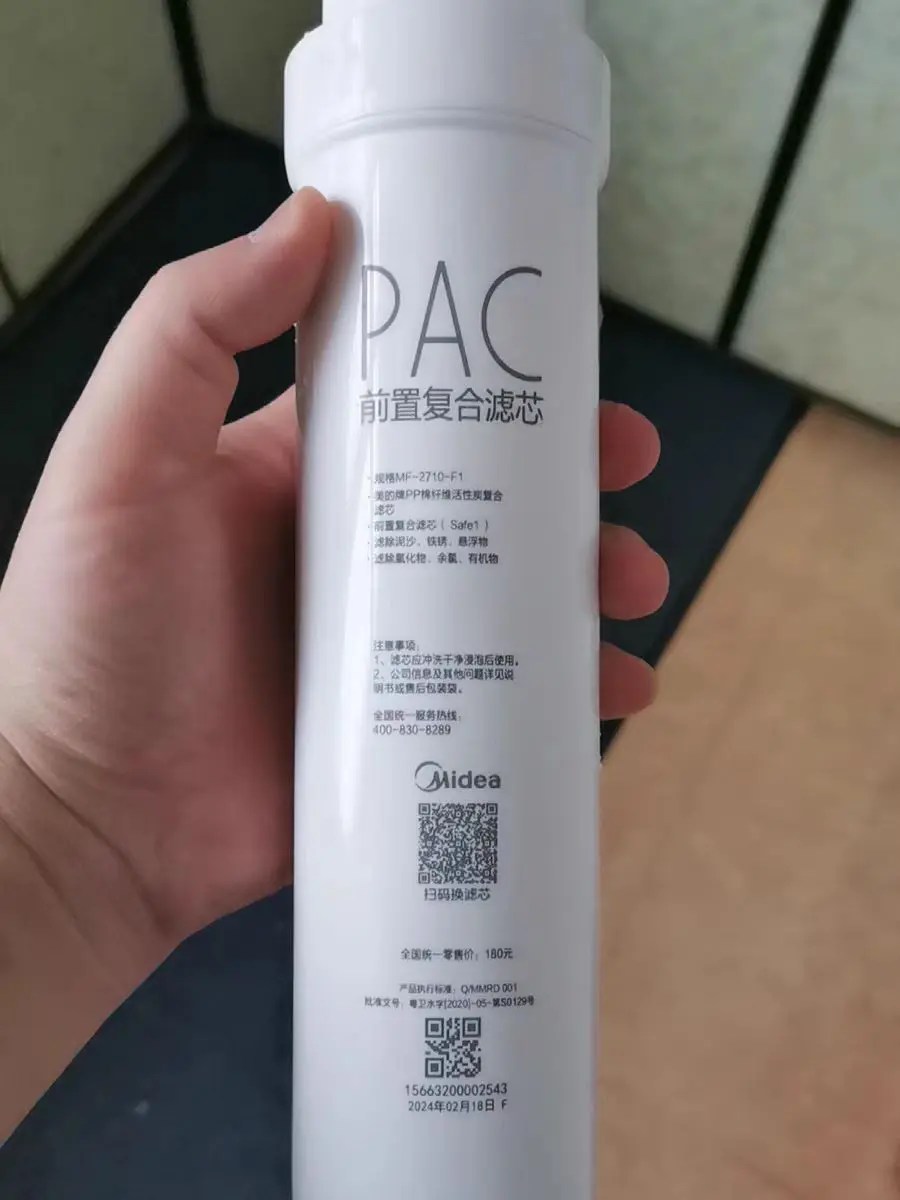 PAC
前置复合滤芯
· 规格MF-2710-F1
· 美的牌PP棉纤维活性炭复合
滤芯
· 前置复合滤芯（Safe1）
· 滤除泥沙、铁锈、悬浮物
· 滤除氯化物、余氯、有机物
注意事项:
1、滤芯应冲洗干净浸泡后使用。
2、公司信息及其他问题详见说
明书或售后包装袋。
全国统一服务热线:
400-830-8289
Midea
扫码换滤芯
全国统一零售价: 180元
产品执行标准: Q/MMRD 001
批准文号: 粤卫水字[2020]-05-第S0129号
15663200002543
2024年02月18日 F